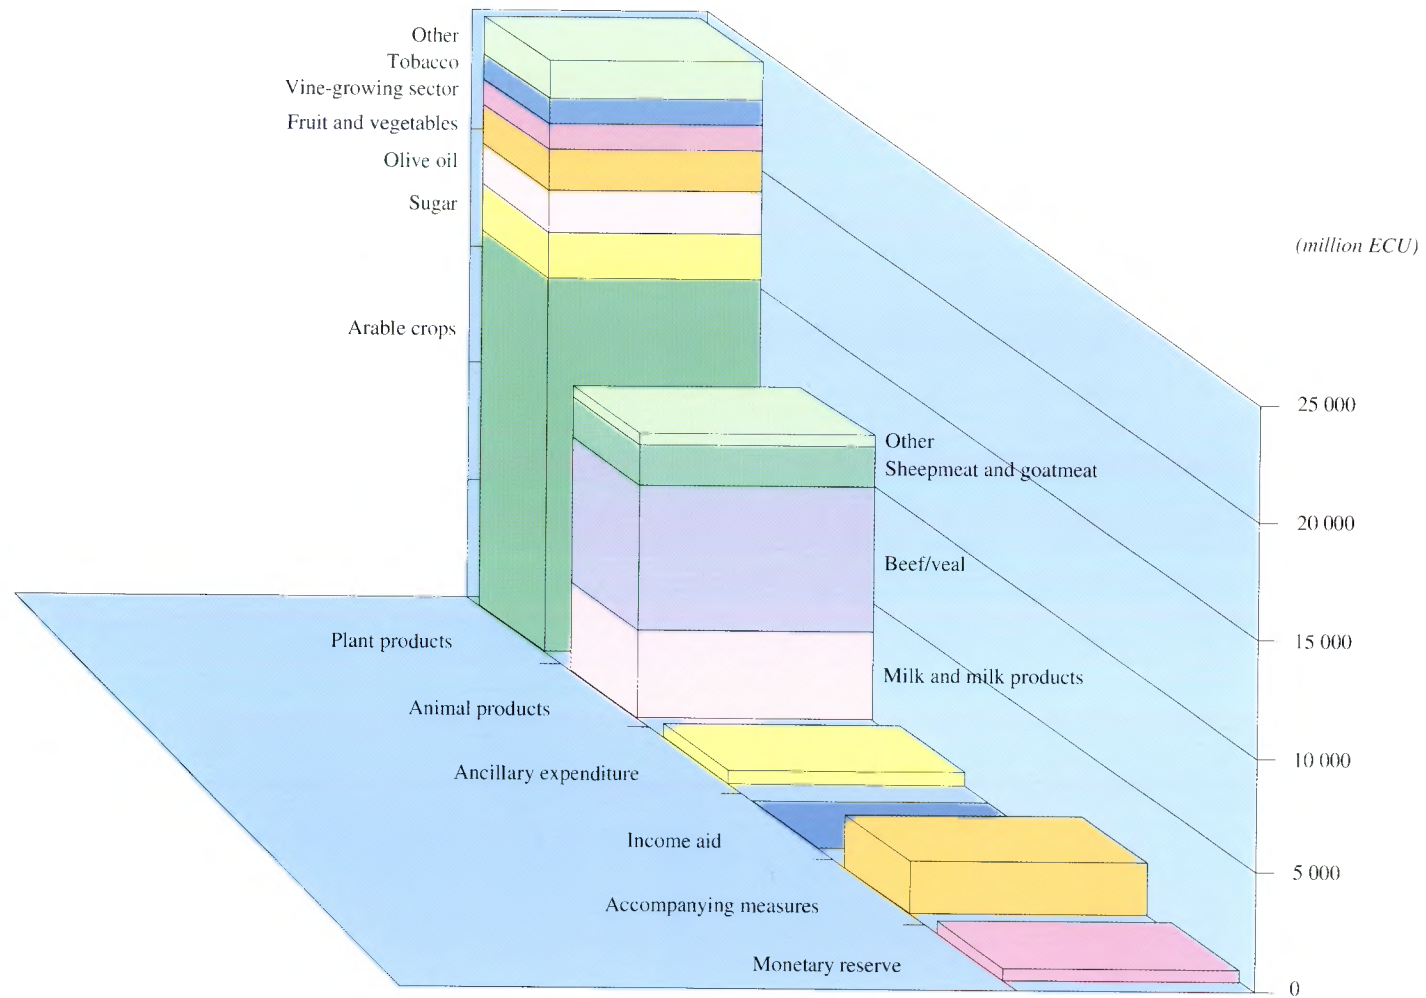 Other
Tobacco
Vine-growing sector
Fruit and vegetables
Olive oil
Sugar
Arable crops
(million ECU)
25 000
20 000
15 000
10 000
5 000
0
Other
Sheepmeat and goatmeat
Beef/veal
Milk and milk products
Plant products
Animal products
Ancillary expenditure
Income aid
Accompanying measures
Monetary reserve